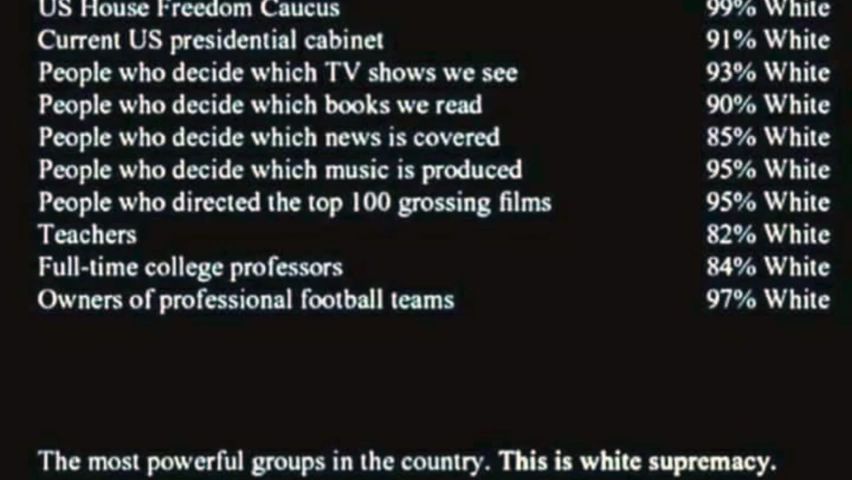 US House Freedom Caucus 99% White
Current US presidential cabinet 91% White
People who decide which TV shows we see 93% White
People who decide which books we read 90% White
People who decide which news is covered 85% White
People who decide which music is produced 95% White
People who directed the top 100 grossing films 95% White
Teachers 82% White
Full-time college professors 84% White
Owners of professional football teams 97% White
The most powerful groups in the country. This is white supremacy.